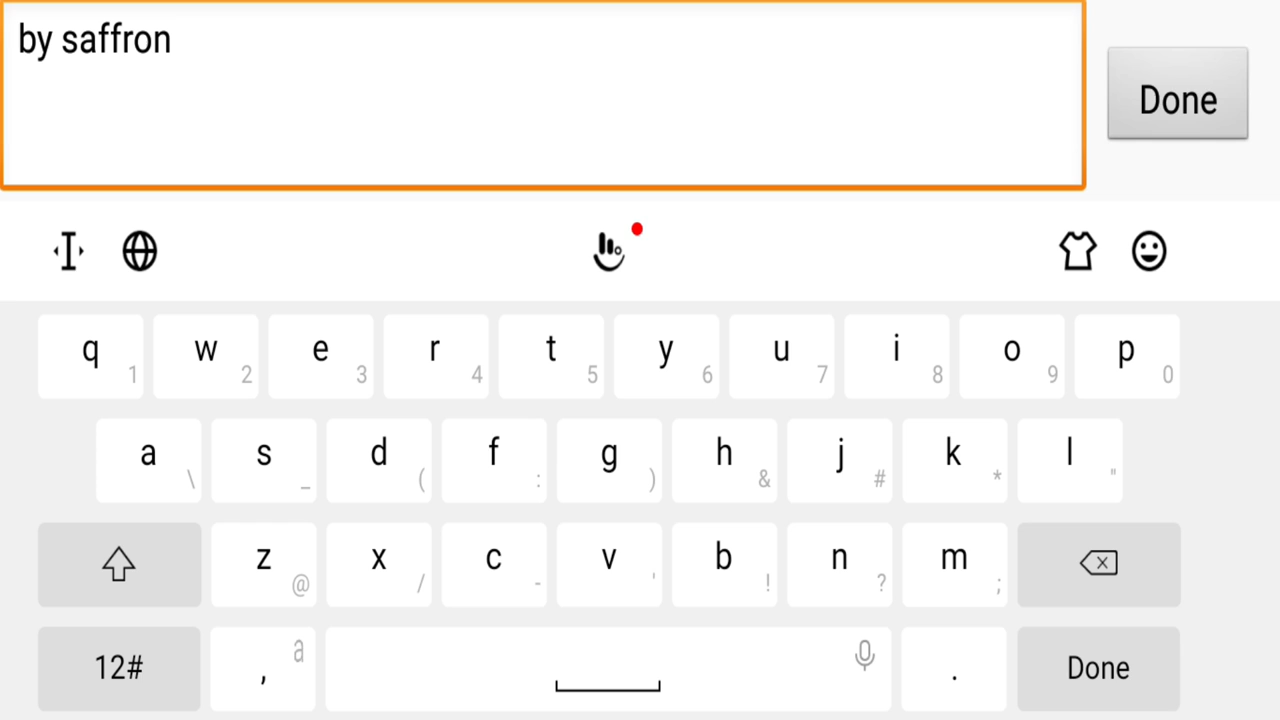 by saffron
Done
q 1 w 2 e 3 r 4 t 5 y 6 u 7 i 8 o 9 p 0
a \ s _ d ( f : g ) h & j # k * l "
z @ x / c - v ' b ! n ? m ;
12# , a . Done